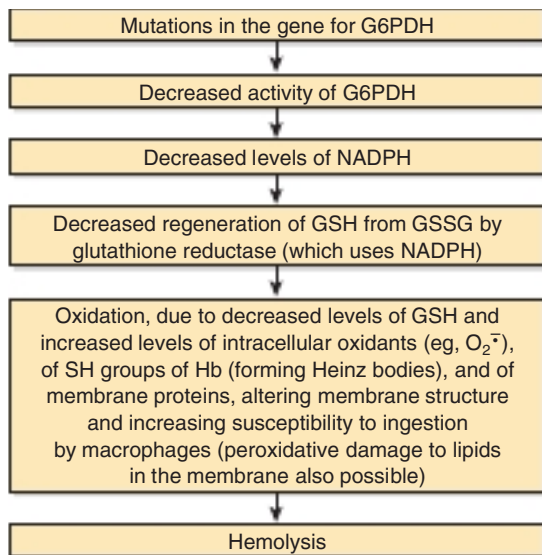 Mutations in the gene for G6PDH
Decreased activity of G6PDH
Decreased levels of NADPH
Decreased regeneration of GSH from GSSG by
glutathione reductase (which uses NADPH)
Oxidation, due to decreased levels of GSH and
increased levels of intracellular oxidants (eg, O₂⁻•),
of SH groups of Hb (forming Heinz bodies), and of
membrane proteins, altering membrane structure
and increasing susceptibility to ingestion
by macrophages (peroxidative damage to lipids
in the membrane also possible)
Hemolysis